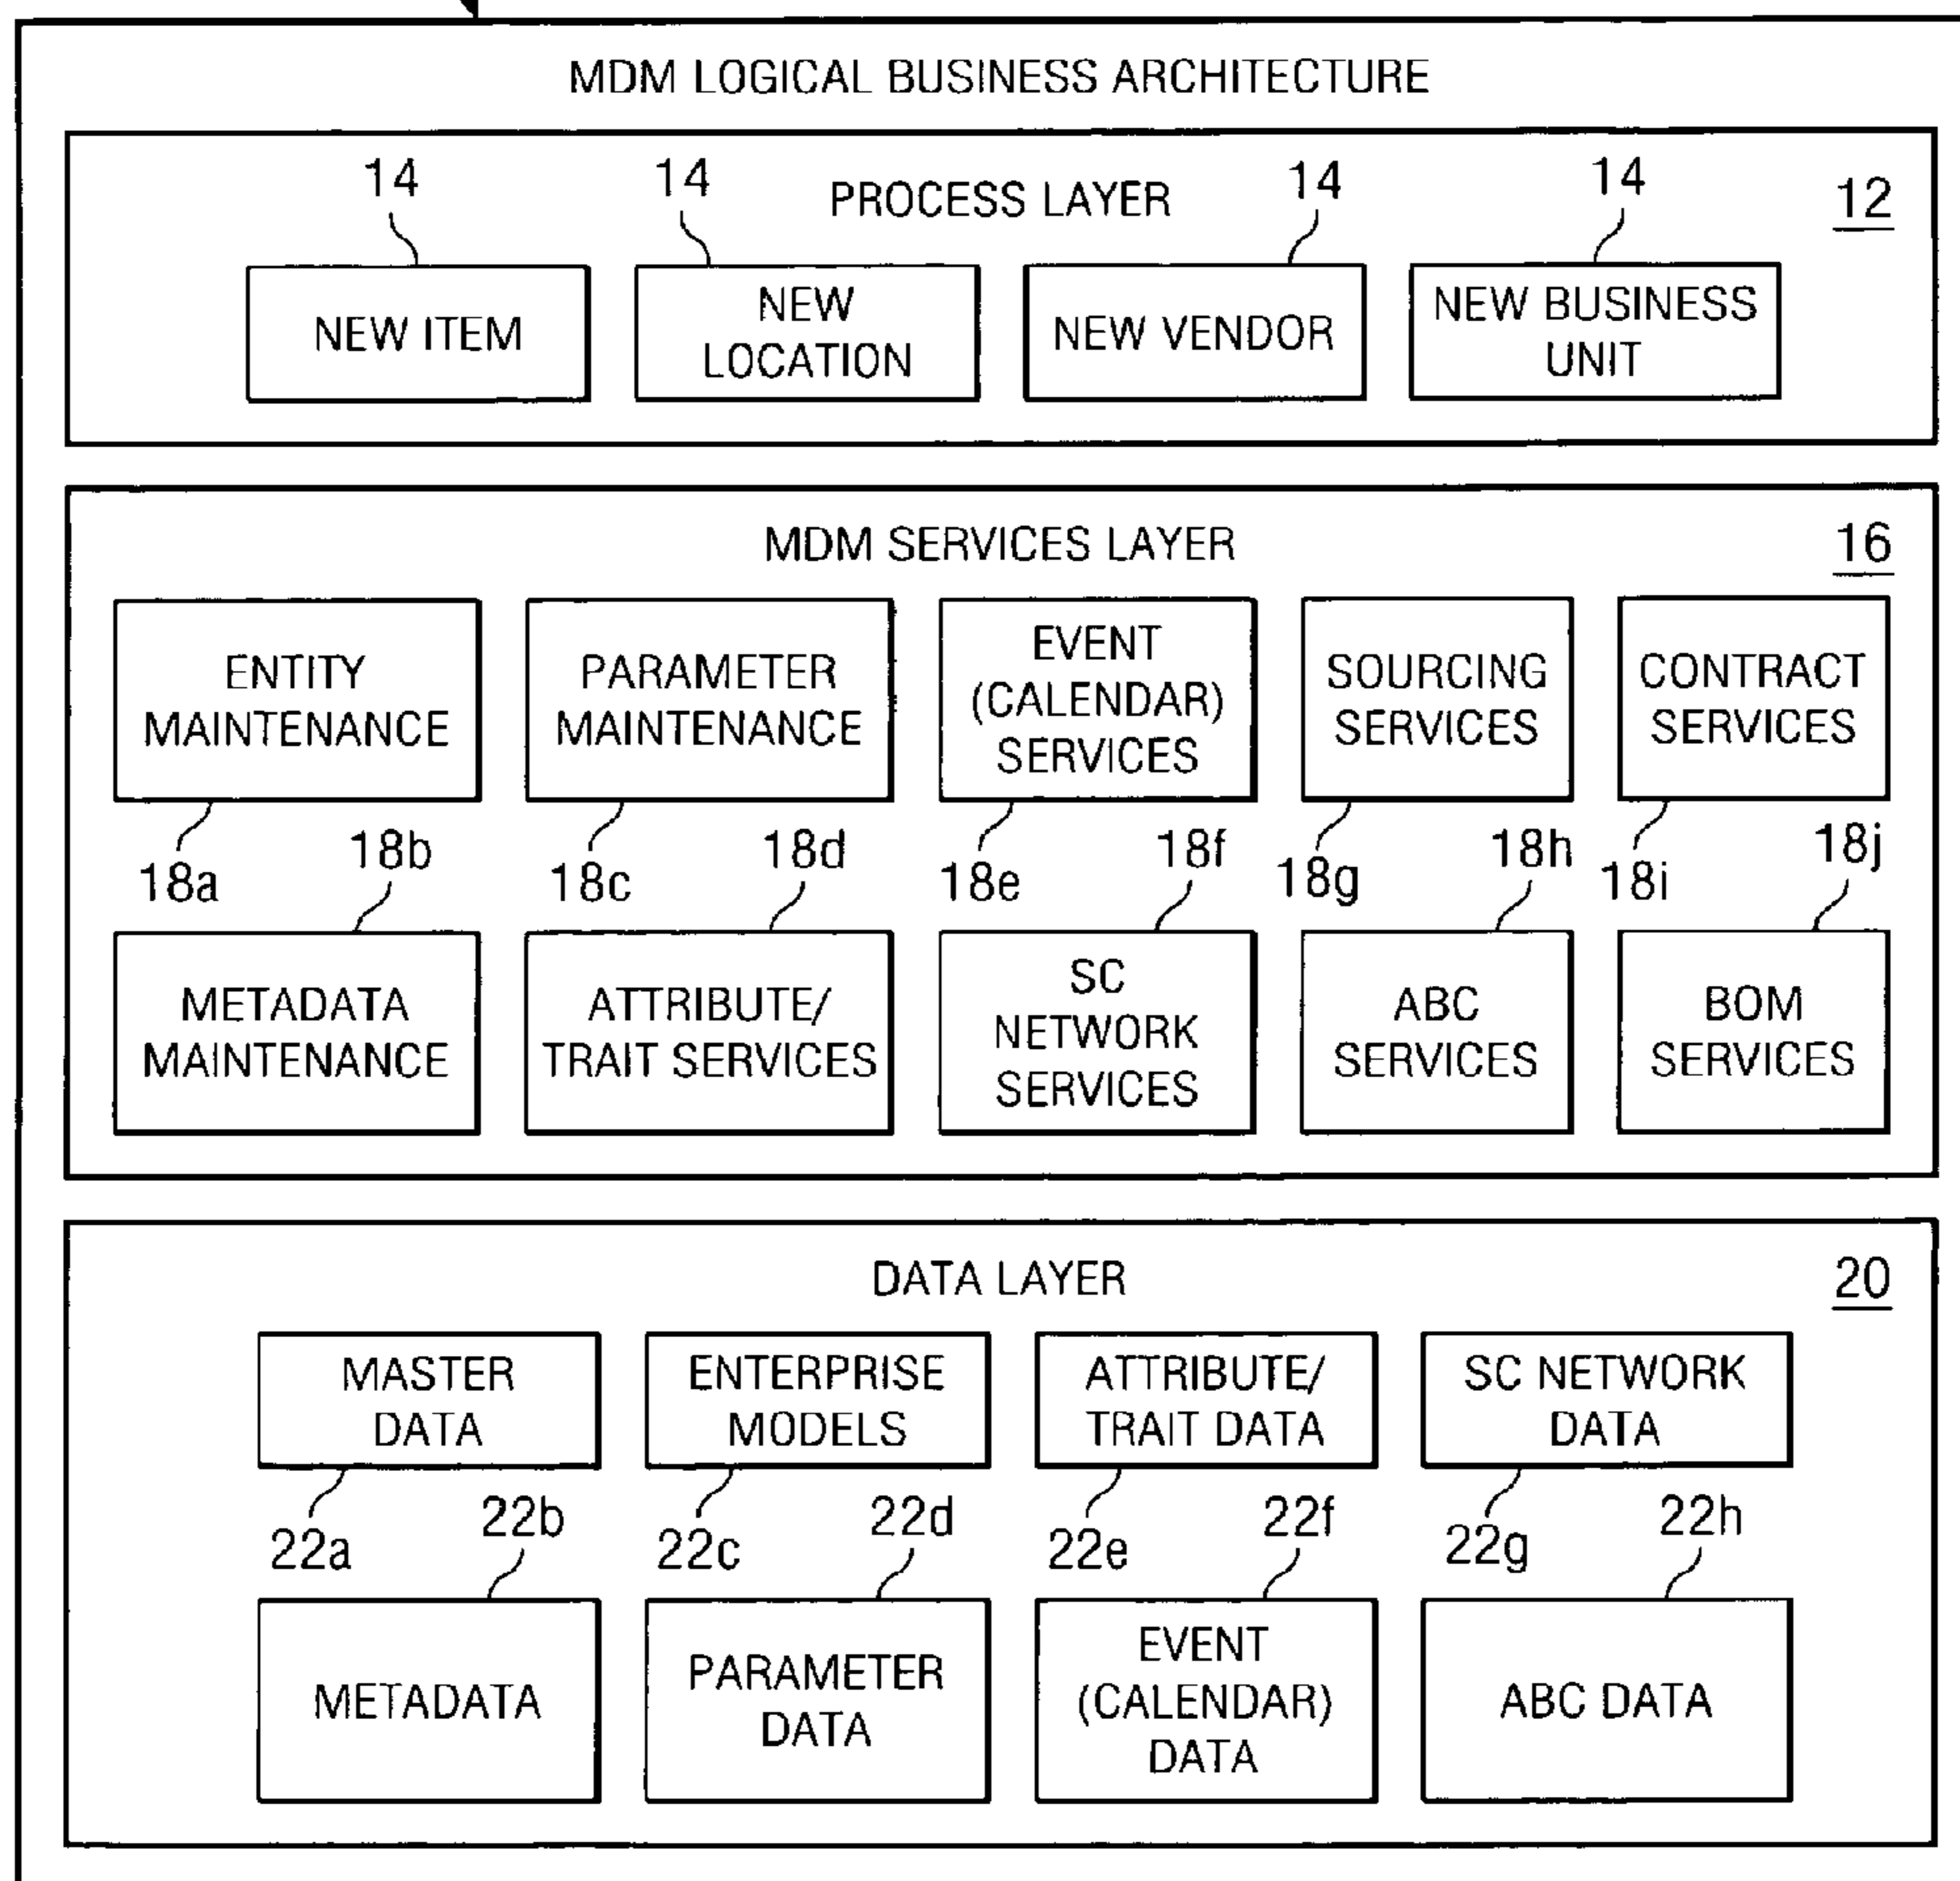 MDM LOGICAL BUSINESS ARCHITECTURE
14 14 PROCESS LAYER 14 14 12
NEW ITEM
NEW
LOCATION
NEW VENDOR
NEW BUSINESS
UNIT
MDM SERVICES LAYER 16
ENTITY
MAINTENANCE
PARAMETER
MAINTENANCE
EVENT
(CALENDAR)
SERVICES
SOURCING
SERVICES
CONTRACT
SERVICES
18a 18b 18c 18d 18e 18f 18g 18h 18i 18j
METADATA
MAINTENANCE
ATTRIBUTE/
TRAIT SERVICES
SC
NETWORK
SERVICES
ABC
SERVICES
BOM
SERVICES
DATA LAYER 20
MASTER
DATA
ENTERPRISE
MODELS
ATTRIBUTE/
TRAIT DATA
SC NETWORK
DATA
22a 22b 22c 22d 22e 22f 22g 22h
METADATA
PARAMETER
DATA
EVENT
(CALENDAR)
DATA
ABC DATA